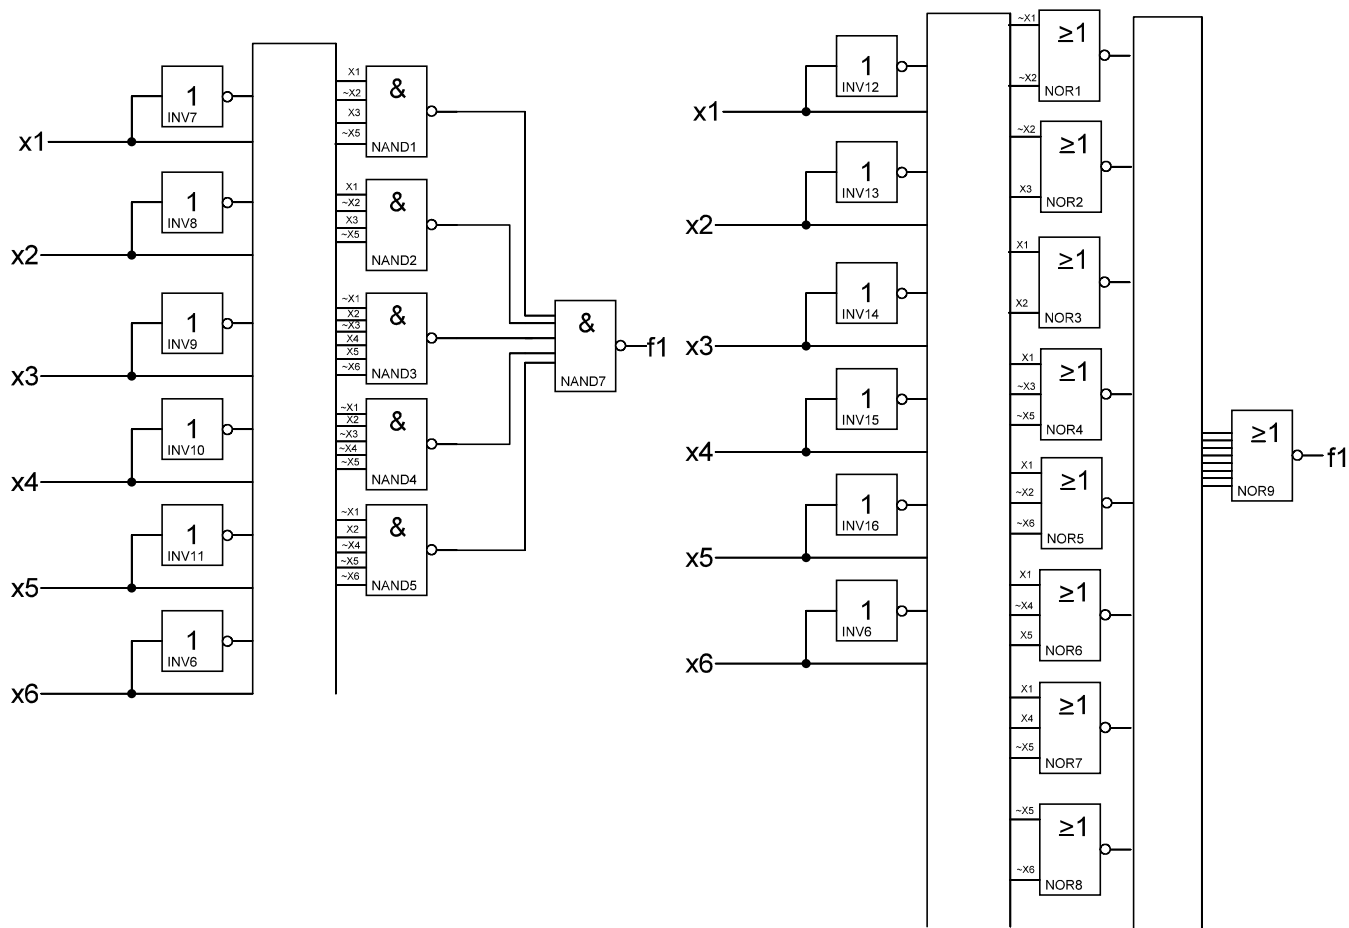 x1
1
INV7
x2
1
INV8
x3
1
INV9
x4
1
INV10
x5
1
INV11
x6
1
INV6
X1
~X2
X3
~X5
&
NAND1
X1
~X2
X3
~X5
&
NAND2
~X1
X2
~X3
X4
X5
~X6
&
NAND3
~X1
X2
~X3
~X4
~X5
&
NAND4
~X1
X2
~X4
~X5
~X6
&
NAND5
&
NAND7
f1
x1
1
INV12
x2
1
INV13
x3
1
INV14
x4
1
INV15
x5
1
INV16
x6
1
INV6
~X1
~X2
≥1
NOR1
~X2
X3
≥1
NOR2
X1
X2
≥1
NOR3
X1
~X3
~X5
≥1
NOR4
X1
~X2
~X6
≥1
NOR5
X1
~X4
X5
≥1
NOR6
X1
X4
~X5
≥1
NOR7
~X5
~X6
≥1
NOR8
≥1
NOR9
f1